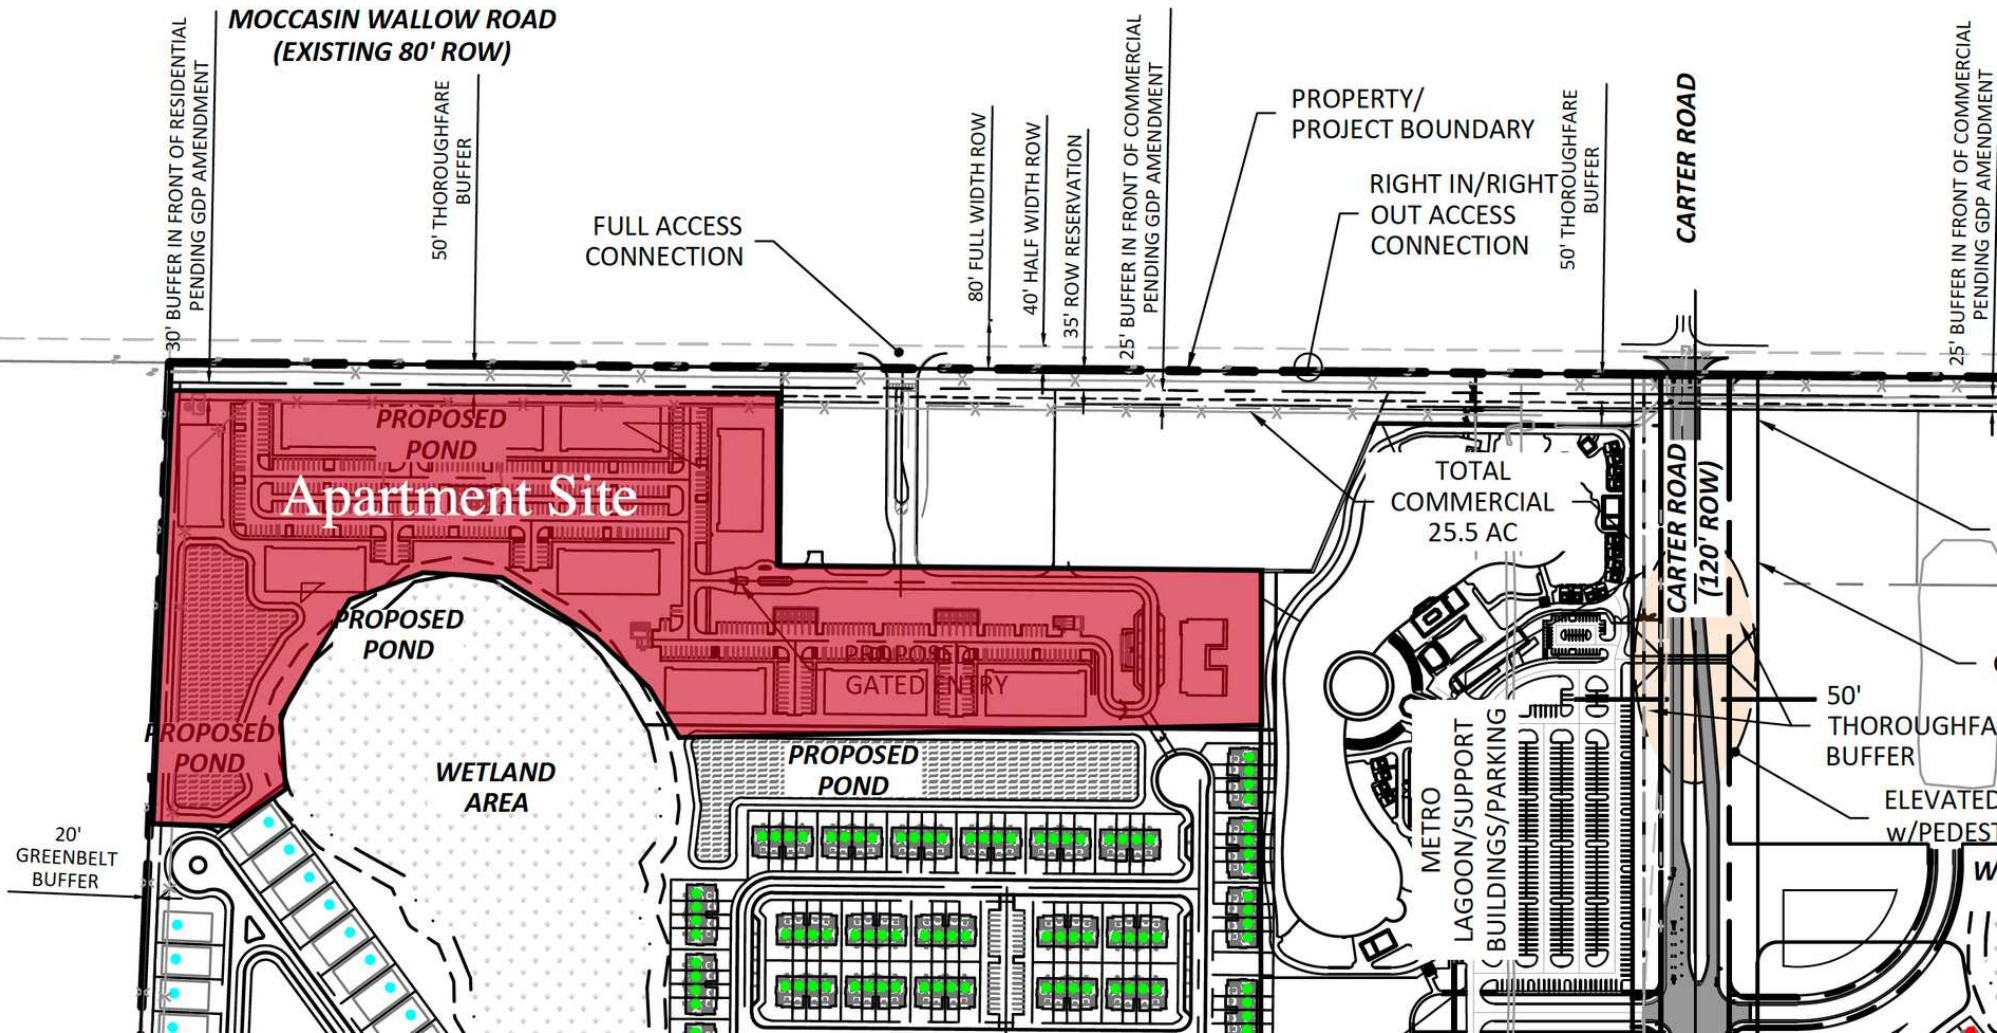 MOCCASIN WALLOW ROAD
(EXISTING 80' ROW)
30' BUFFER IN FRONT OF RESIDENTIAL
PENDING GDP AMENDMENT
50' THOROUGHFARE
BUFFER
FULL ACCESS
CONNECTION
80' FULL WIDTH ROW
40' HALF WIDTH ROW
35' ROW RESERVATION
25' BUFFER IN FRONT OF COMMERCIAL
PENDING GDP AMENDMENT
PROPERTY/
PROJECT BOUNDARY
RIGHT IN/RIGHT
OUT ACCESS
CONNECTION
50' THOROUGHFARE
BUFFER
CARTER ROAD
25' BUFFER IN FRONT OF COMMERCIAL
PENDING GDP AMENDMENT
PROPOSED
POND
Apartment Site
TOTAL
COMMERCIAL
25.5 AC
CARTER ROAD
(120' ROW)
PROPOSED
POND
PROPOSED
GATED ENTRY
PROPOSED
POND
WETLAND
AREA
PROPOSED
POND
METRO
LAGOON/SUPPORT
BUILDINGS/PARKING
50'
THOROUGHFA
BUFFER
ELEVATED
w/PEDEST
W
20'
GREENBELT
BUFFER